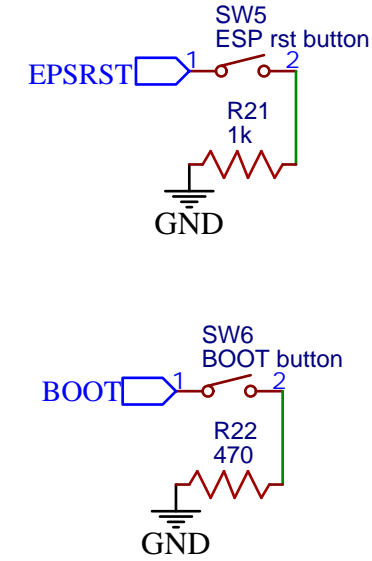 SW5
ESP rst button
EPSRST
1
2
R21
1k
GND
SW6
BOOT button
BOOT
1
2
R22
470
GND